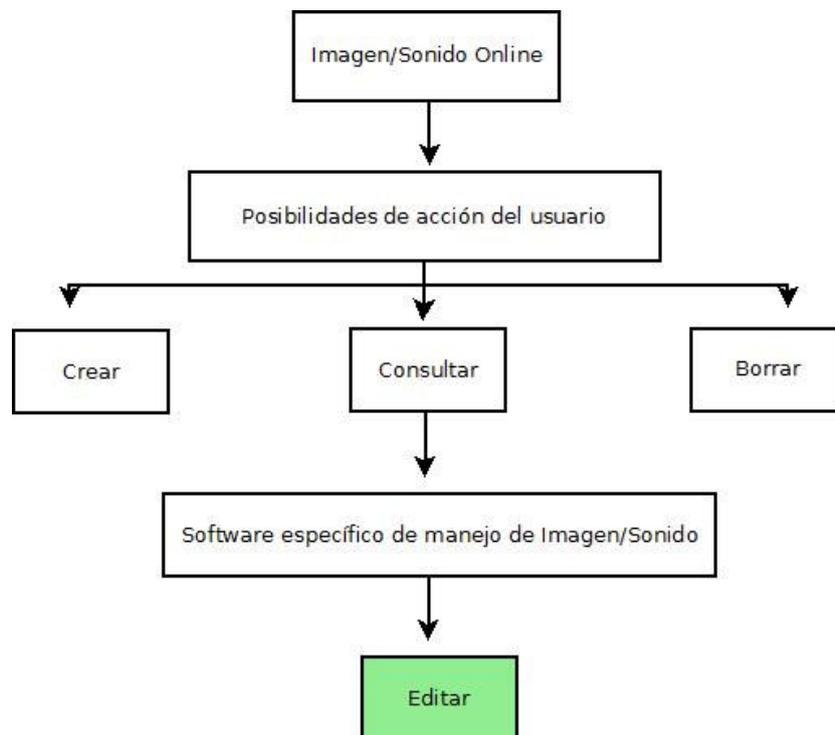 Imagen/Sonido Online
Posibilidades de acción del usuario
Crear
Consultar
Borrar
Software específico de manejo de Imagen/Sonido
Editar